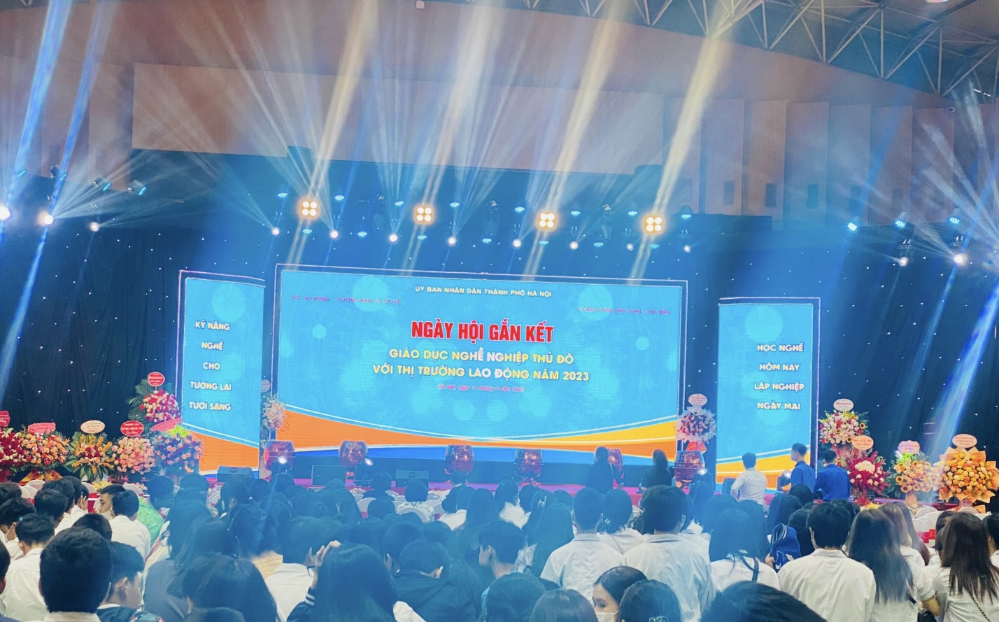 KỸ NĂNG
NGHỀ
CHO
TƯƠNG LAI
TƯƠI SÁNG
UỶ BAN NHÂN DÂN THÀNH PHỐ HÀ NỘI
SỞ LAO ĐỘNG - THƯƠNG BINH VÀ XÃ HỘI
ỦY BAN NHÂN DÂN QUẬN LONG BIÊN
NGÀY HỘI GẮN KẾT
GIÁO DỤC NGHỀ NGHIỆP THỦ ĐÔ
VỚI THỊ TRƯỜNG LAO ĐỘNG NĂM 2023
Hà Nội, ngày tháng 5 năm 2023
HỌC NGHỀ
HÔM NAY
LẬP NGHIỆP
NGÀY MAI